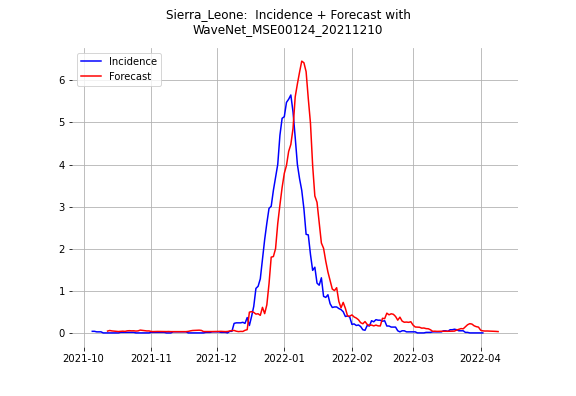 Sierra_Leone:  Incidence + Forecast with
WaveNet_MSE00124_20211210
Incidence
Forecast
6
5
4
3
2
1
0
2021-10 2021-11 2021-12 2022-01 2022-02 2022-03 2022-04